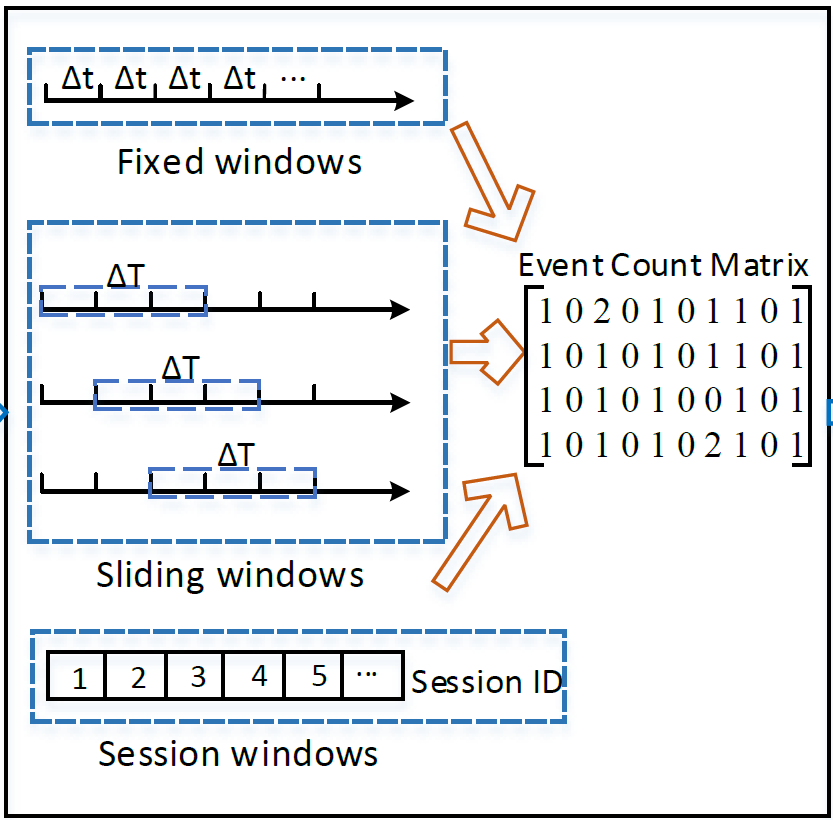 Δt Δt Δt Δt ...
Fixed windows
ΔT
ΔT
ΔT
Sliding windows
1 2 3 4 5 ... Session ID
Session windows
Event Count Matrix
1 0 2 0 1 0 1 1 0 1
1 0 1 0 1 0 1 1 0 1
1 0 1 0 1 0 0 1 0 1
1 0 1 0 1 0 2 1 0 1